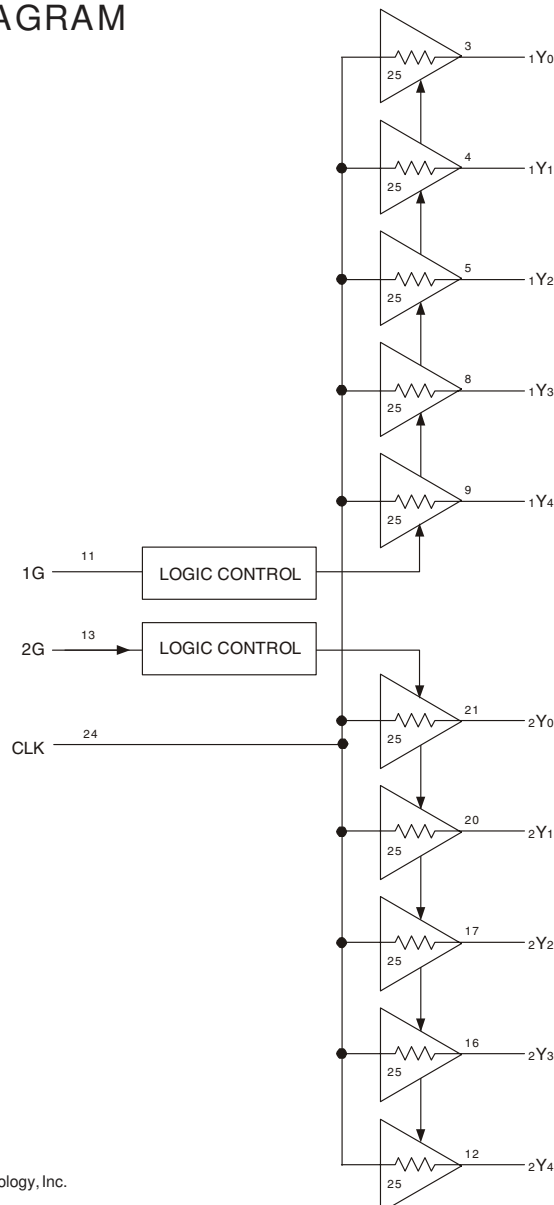 AGRAM
3
1Y0
25
4
1Y1
25
5
1Y2
25
8
1Y3
25
9
1Y4
25
11
1G
LOGIC CONTROL
13
2G
LOGIC CONTROL
21
2Y0
24
CLK
25
20
2Y1
25
17
2Y2
25
16
2Y3
25
12
2Y4
25
ology, Inc.